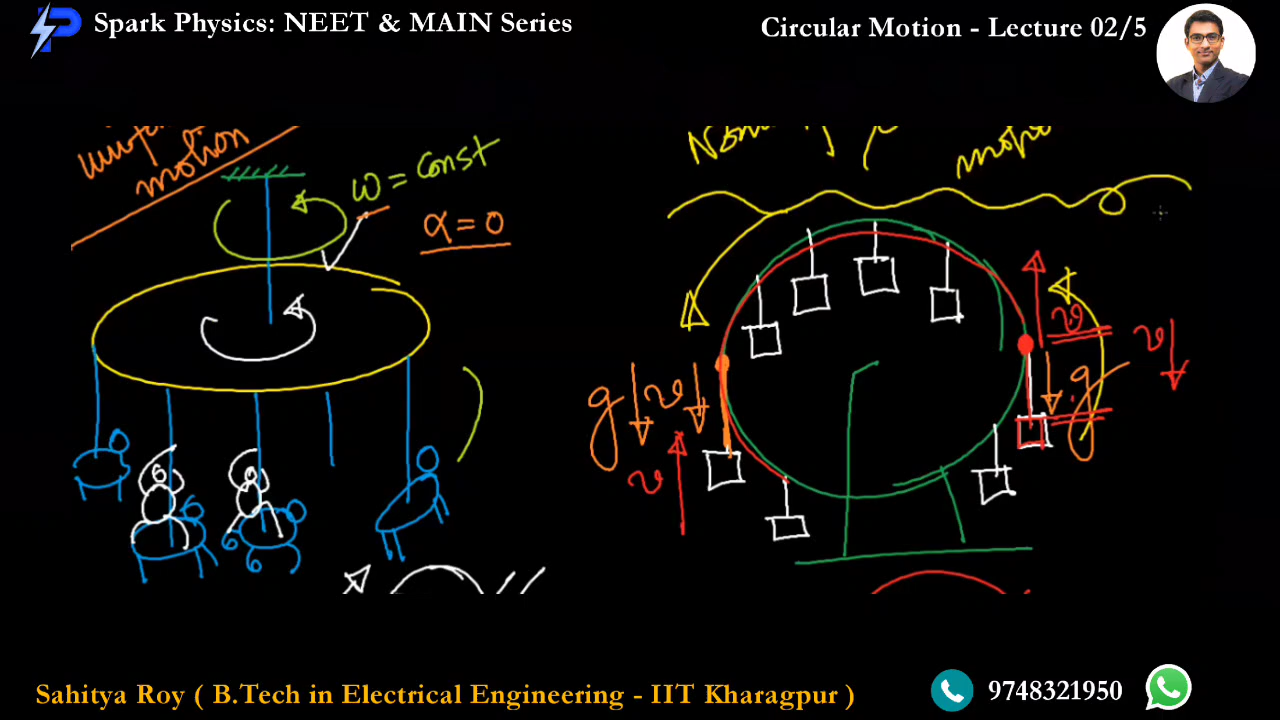 Spark Physics: NEET & MAIN Series
Circular Motion - Lecture 02/5
motion
ω = const
α = 0
g v
v
v
g
v
Sahitya Roy ( B.Tech in Electrical Engineering - IIT Kharagpur )
9748321950